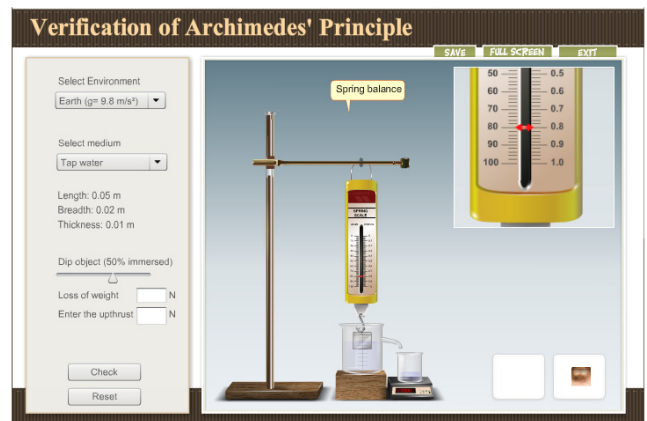 Verification of Archimedes' Principle
SAVE FULL SCREEN EXIT
Select Environment
Earth (g= 9.8 m/s²)
Select medium
Tap water
Length: 0.05 m
Breadth: 0.02 m
Thickness: 0.01 m
Dip object (50% immersed)
Loss of weight N
Enter the upthrust N
Check
Reset
Spring balance
SPRING
SCALE
50 0.5
60 0.6
70 0.7
80 0.8
90 0.9
100 1.0